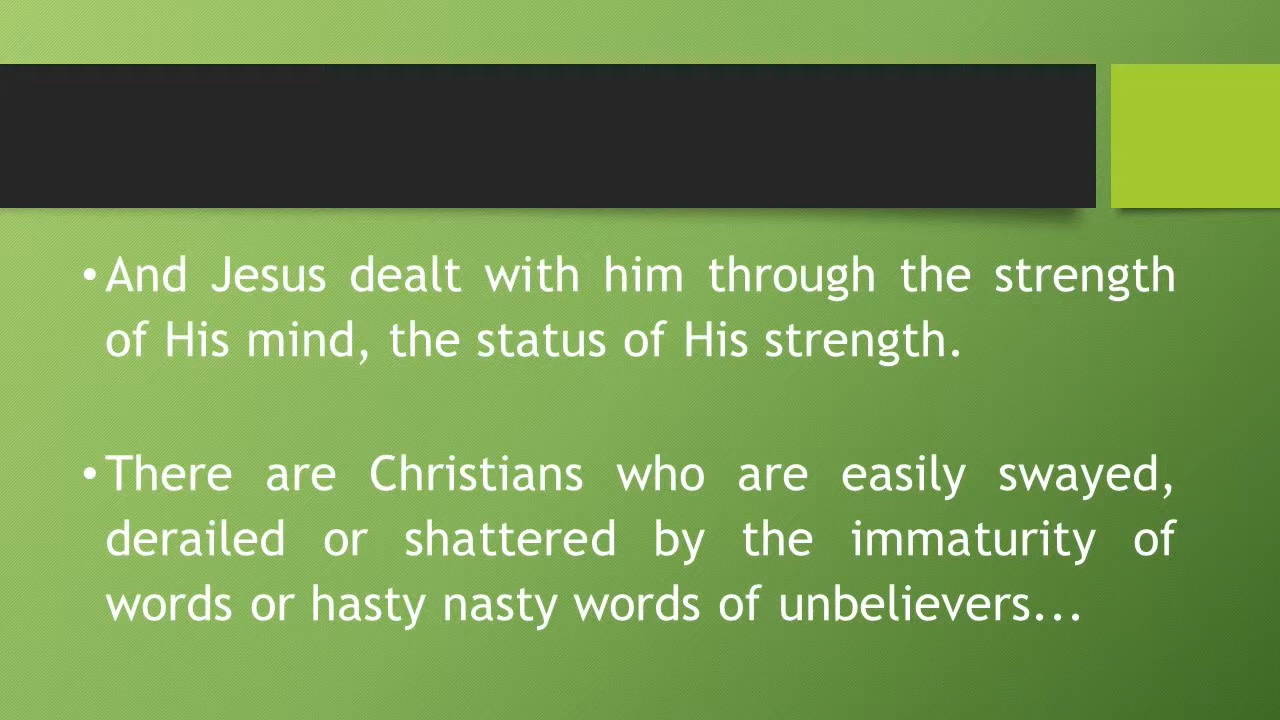 • And Jesus dealt with him through the strength
of His mind, the status of His strength.
• There are Christians who are easily swayed,
derailed or shattered by the immaturity of
words or hasty nasty words of unbelievers...